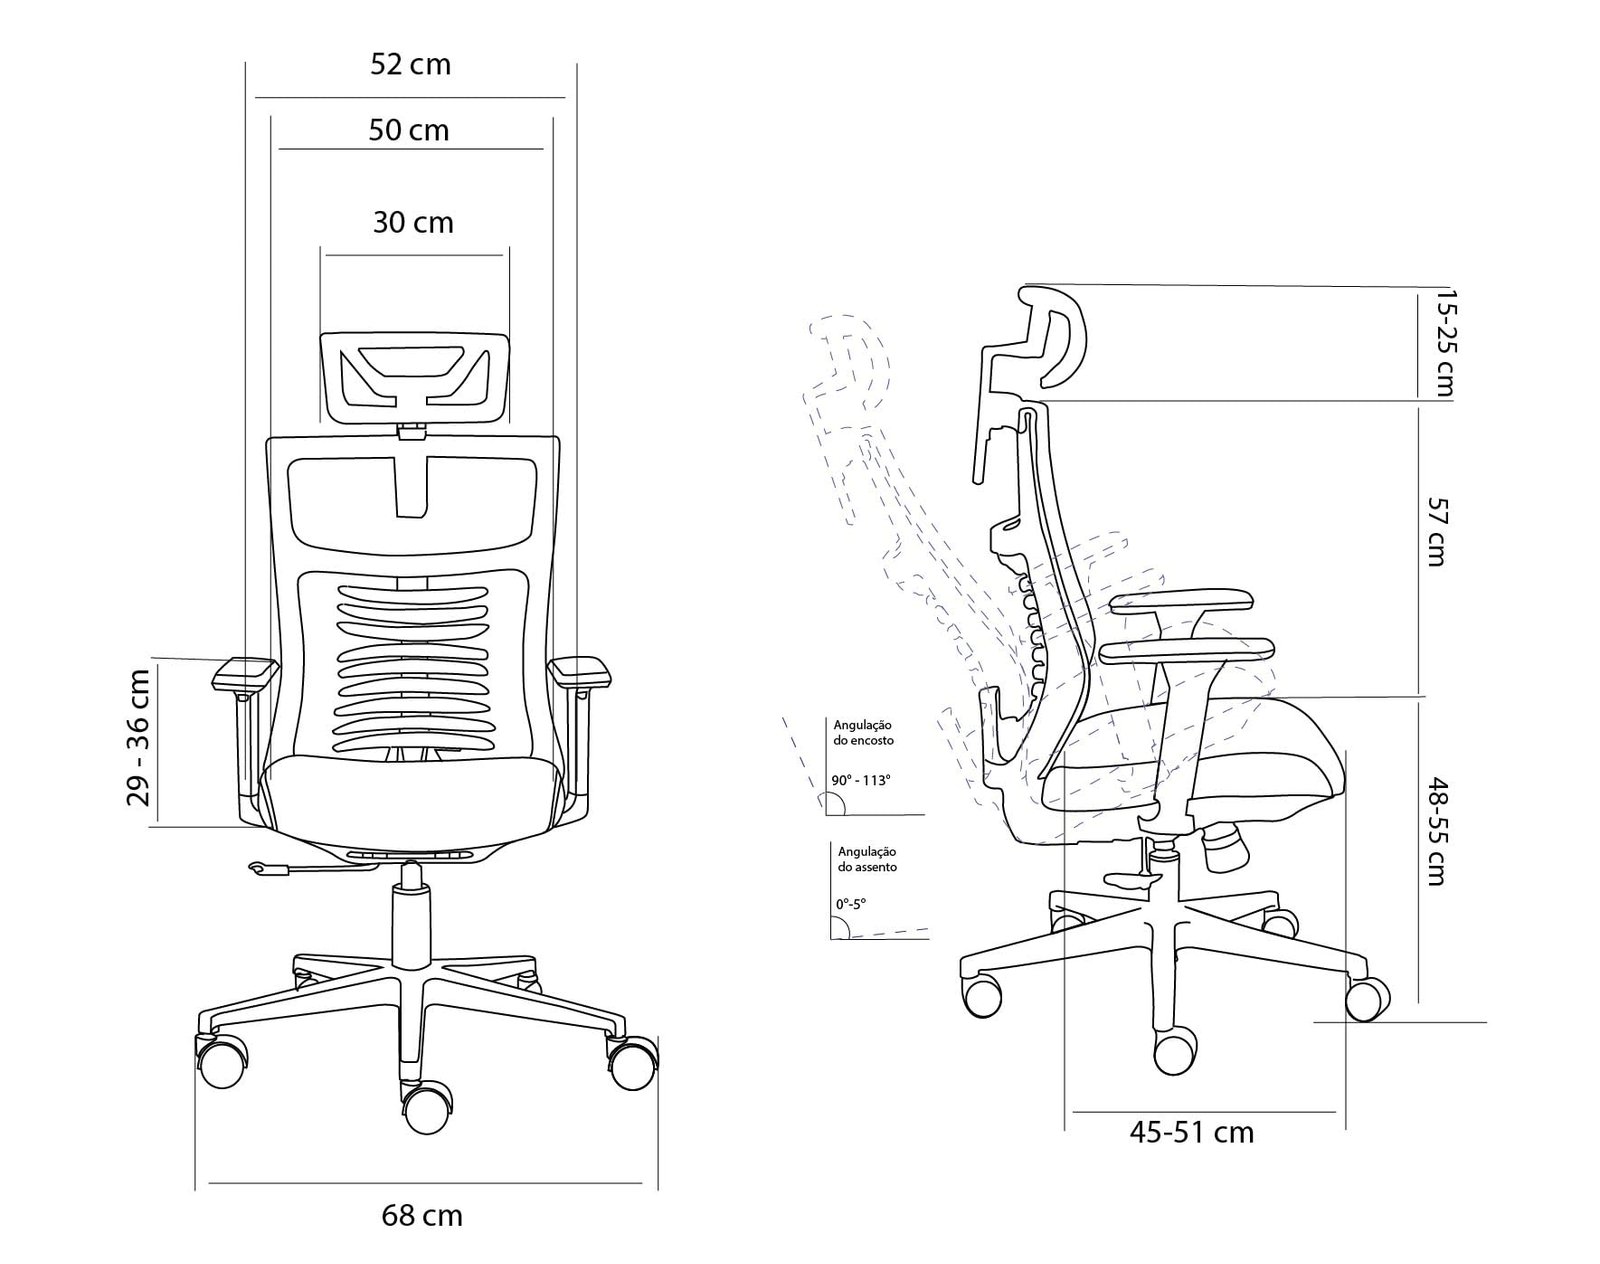 52 cm
50 cm
30 cm
29 - 36 cm
68 cm
15-25 cm
57 cm
48-55 cm
45-51 cm
Angulação
do encosto
90° - 113°
Angulação
do assento
0°-5°